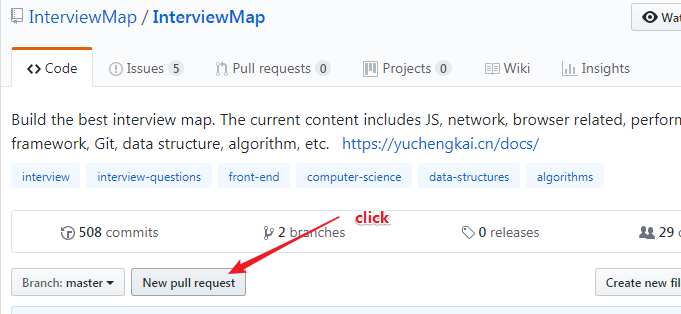 InterviewMap / InterviewMap
Code Issues 5 Pull requests 0 Projects 0 Wiki Insights
Build the best interview map. The current content includes JS, network, browser related,
framework, Git, data structure, algorithm, etc. https://yuchengkai.cn/docs/
interview interview-questions front-end computer-science data-structures algorithms
click
508 commits 2 branches 0 releases 29
Branch: master New pull request Create new